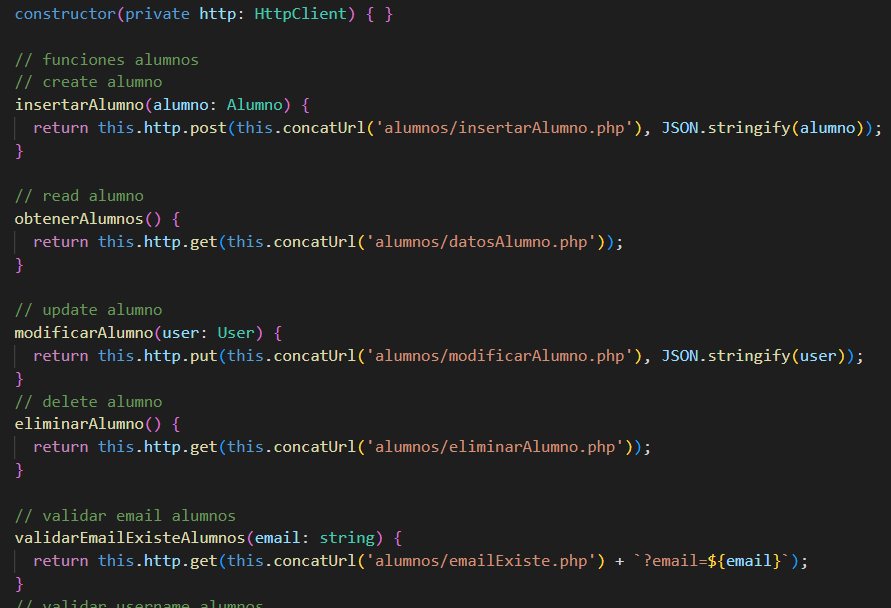 constructor(private http: HttpClient) { }
// funciones alumnos
// create alumno
insertarAlumno(alumno: Alumno) {
return this.http.post(this.concatUrl('alumnos/insertarAlumno.php'), JSON.stringify(alumno));
}
// read alumno
obtenerAlumnos() {
return this.http.get(this.concatUrl('alumnos/datosAlumno.php'));
}
// update alumno
modificarAlumno(user: User) {
return this.http.put(this.concatUrl('alumnos/modificarAlumno.php'), JSON.stringify(user));
}
// delete alumno
eliminarAlumno() {
return this.http.get(this.concatUrl('alumnos/eliminarAlumno.php'));
}
// validar email alumnos
validarEmailExisteAlumnos(email: string) {
return this.http.get(this.concatUrl('alumnos/emailExiste.php') + `?email=${email}`);
}
// validar username alumnos